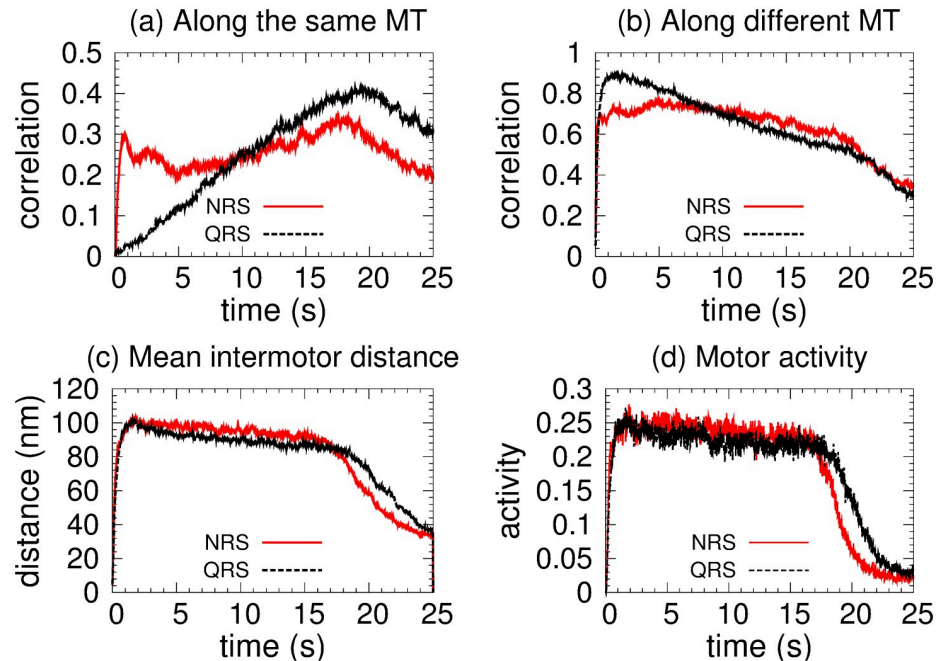 (a) Along the same MT
correlation
0.5
0.4
0.3
0.2
0.1
0
NRS
QRS
0 5 10 15 20 25
time (s)
(b) Along different MT
correlation
1
0.8
0.6
0.4
0.2
0
NRS
QRS
0 5 10 15 20 25
time (s)
(c) Mean intermotor distance
distance (nm)
120
100
80
60
40
20
0
NRS
QRS
0 5 10 15 20 25
time (s)
(d) Motor activity
activity
0.3
0.25
0.2
0.15
0.1
0.05
0
NRS
QRS
0 5 10 15 20 25
time (s)